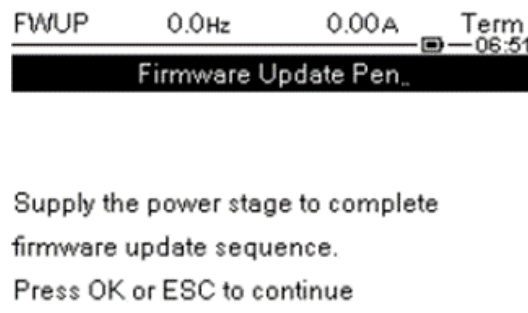 FWUP 0.0Hz 0.00A Term
06:51
Firmware Update Pen..
Supply the power stage to complete
firmware update sequence.
Press OK or ESC to continue